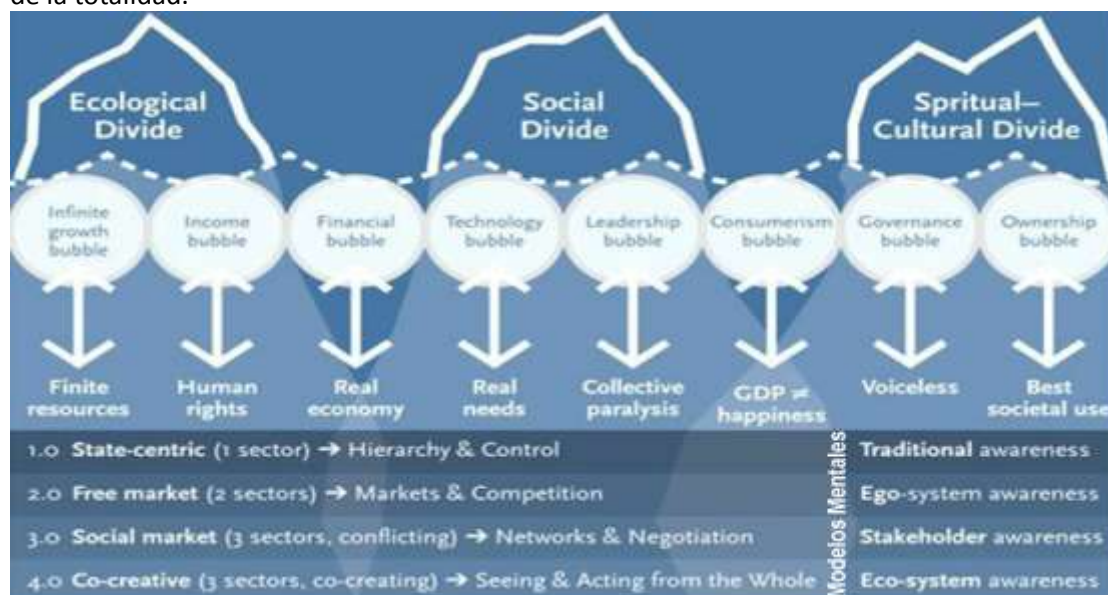 de la totalidad.
Ecological
Divide
Social
Divide
Spritual—
Cultural Divide
Infinite
growth
bubble
Income
bubble
Financial
bubble
Technology
bubble
Leadership
bubble
Consumerism
bubble
Governance
bubble
Ownership
bubble
Finite
resources
Human
rights
Real
economy
Real
needs
Collective
paralysis
GDP ≠
happiness
Voiceless
Best
societal use
1.0 State-centric (1 sector) → Hierarchy & Control
Traditional awareness
2.0 Free market (2 sectors) → Markets & Competition
Ego-system awareness
3.0 Social market (3 sectors, conflicting) → Networks & Negotiation
Stakeholder awareness
4.0 Co-creative (3 sectors, co-creating) → Seeing & Acting from the Whole
Eco-system awareness
Modelos Mentales